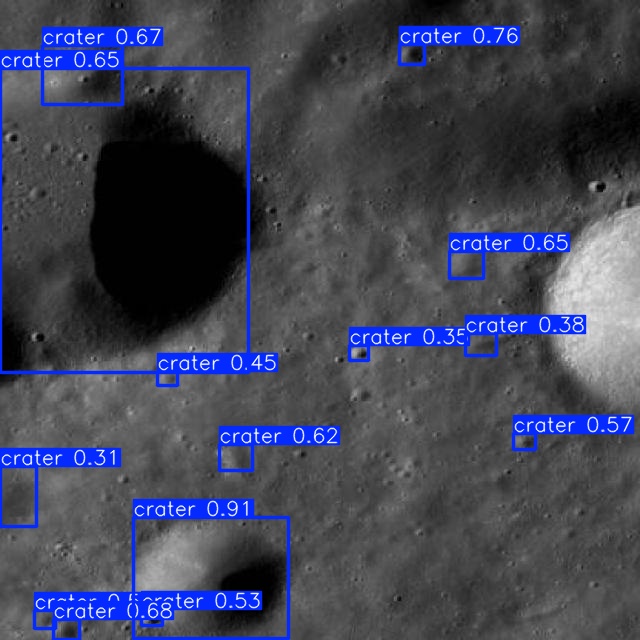 crater 0.67
crater 0.76
crater 0.65
crater 0.65
crater 0.38
crater 0.35
crater 0.45
crater 0.57
crater 0.62
crater 0.31
crater 0.91
crater 0.53
crater 0.68